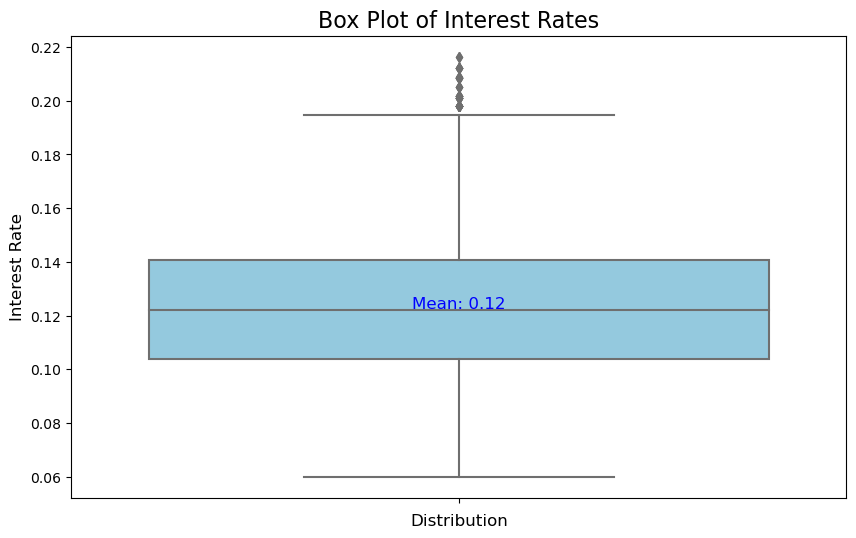 Box Plot of Interest Rates
0.22
0.20
0.18
0.16
0.14
0.12
0.10
0.08
0.06
Interest Rate
Mean: 0.12
Distribution